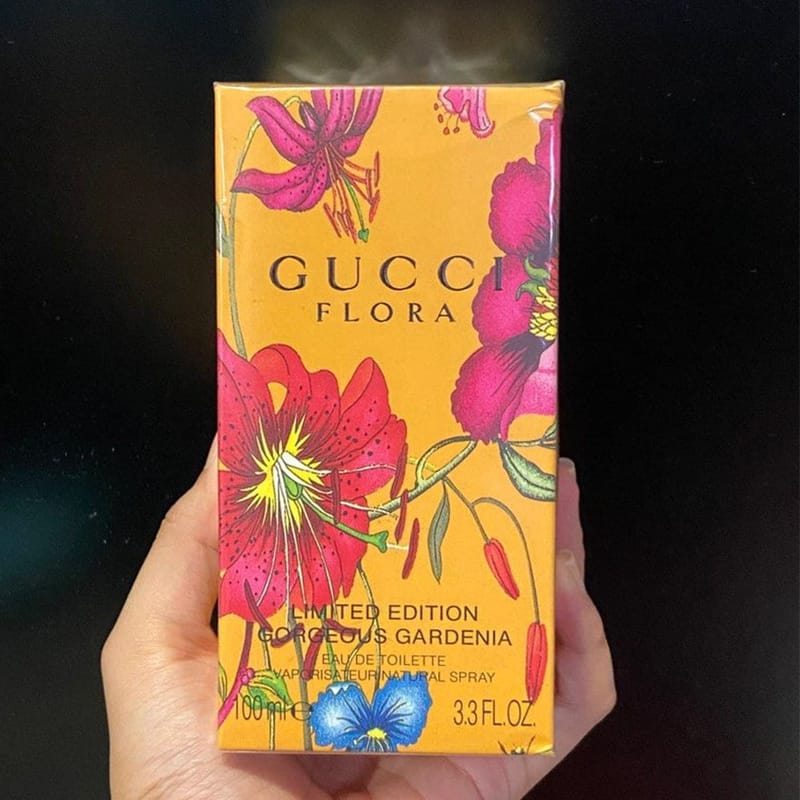 GUCCI
FLORA
LIMITED EDITION
GORGEOUS GARDENIA
EAU DE TOILETTE
VAPORISATEUR NATURAL SPRAY
100 ml ℮ 3.3 FL.OZ.